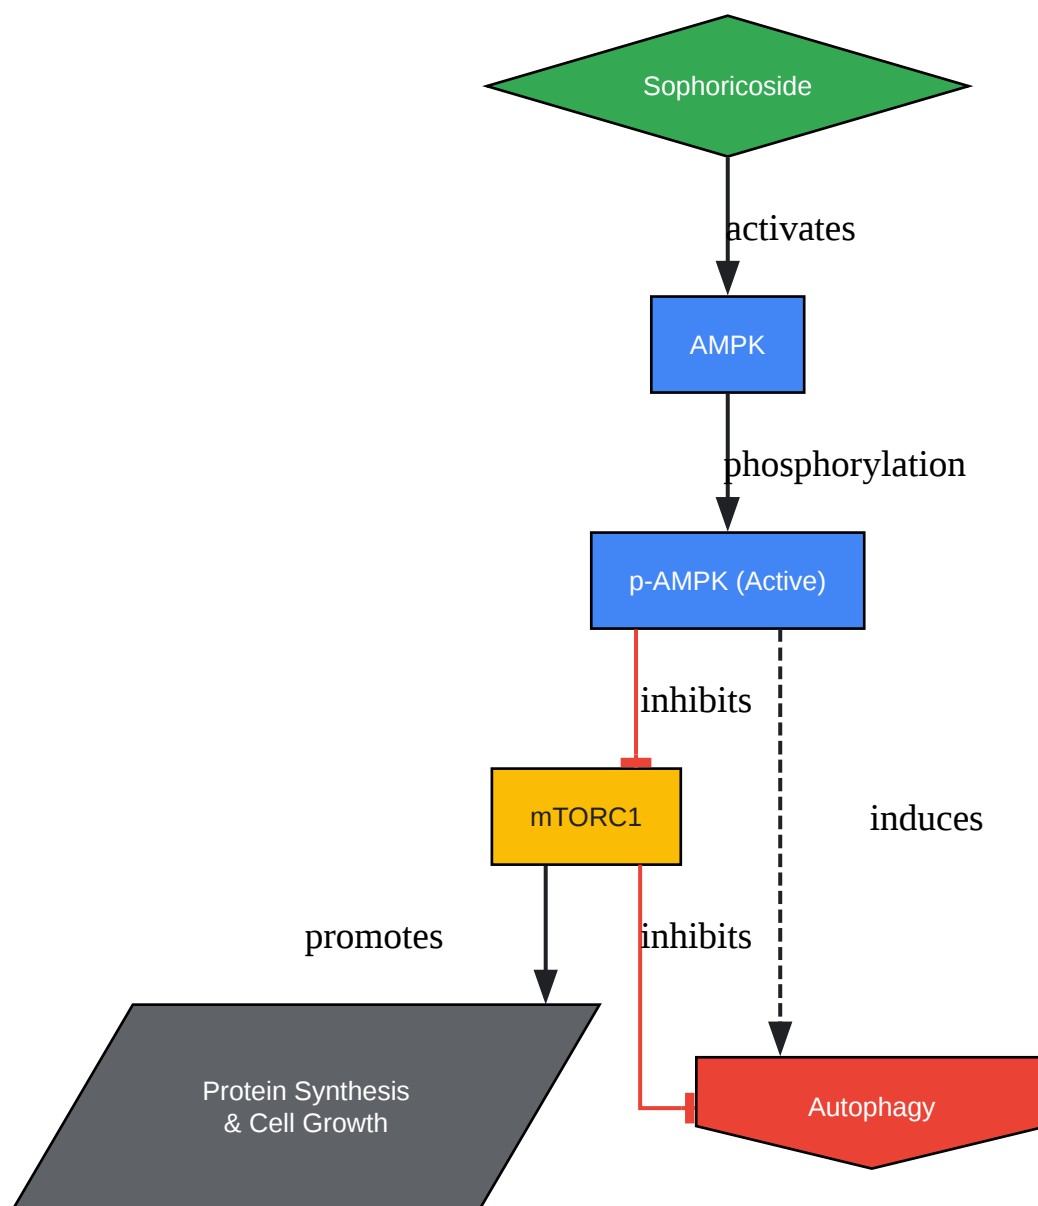 Sophoricoside
activates
AMPK
phosphorylation
p-AMPK (Active)
inhibits
mTORC1
induces
promotes
inhibits
Protein Synthesis
& Cell Growth
Autophagy